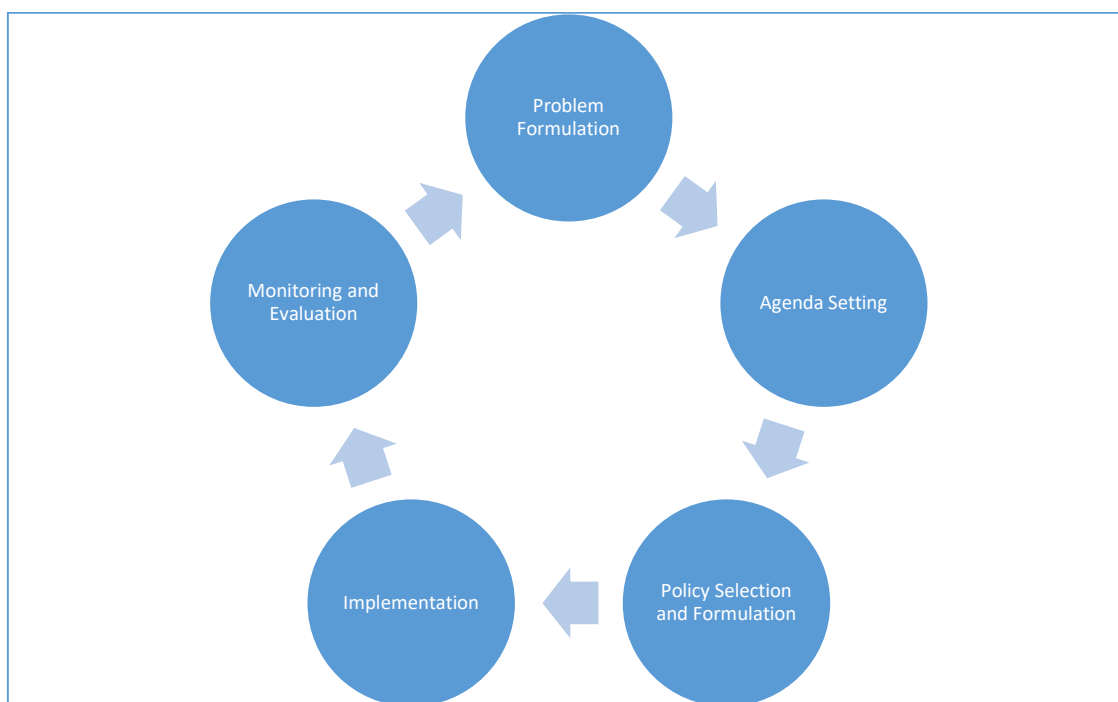 Problem
Formulation
Agenda Setting
Policy Selection
and Formulation
Implementation
Monitoring and
Evaluation